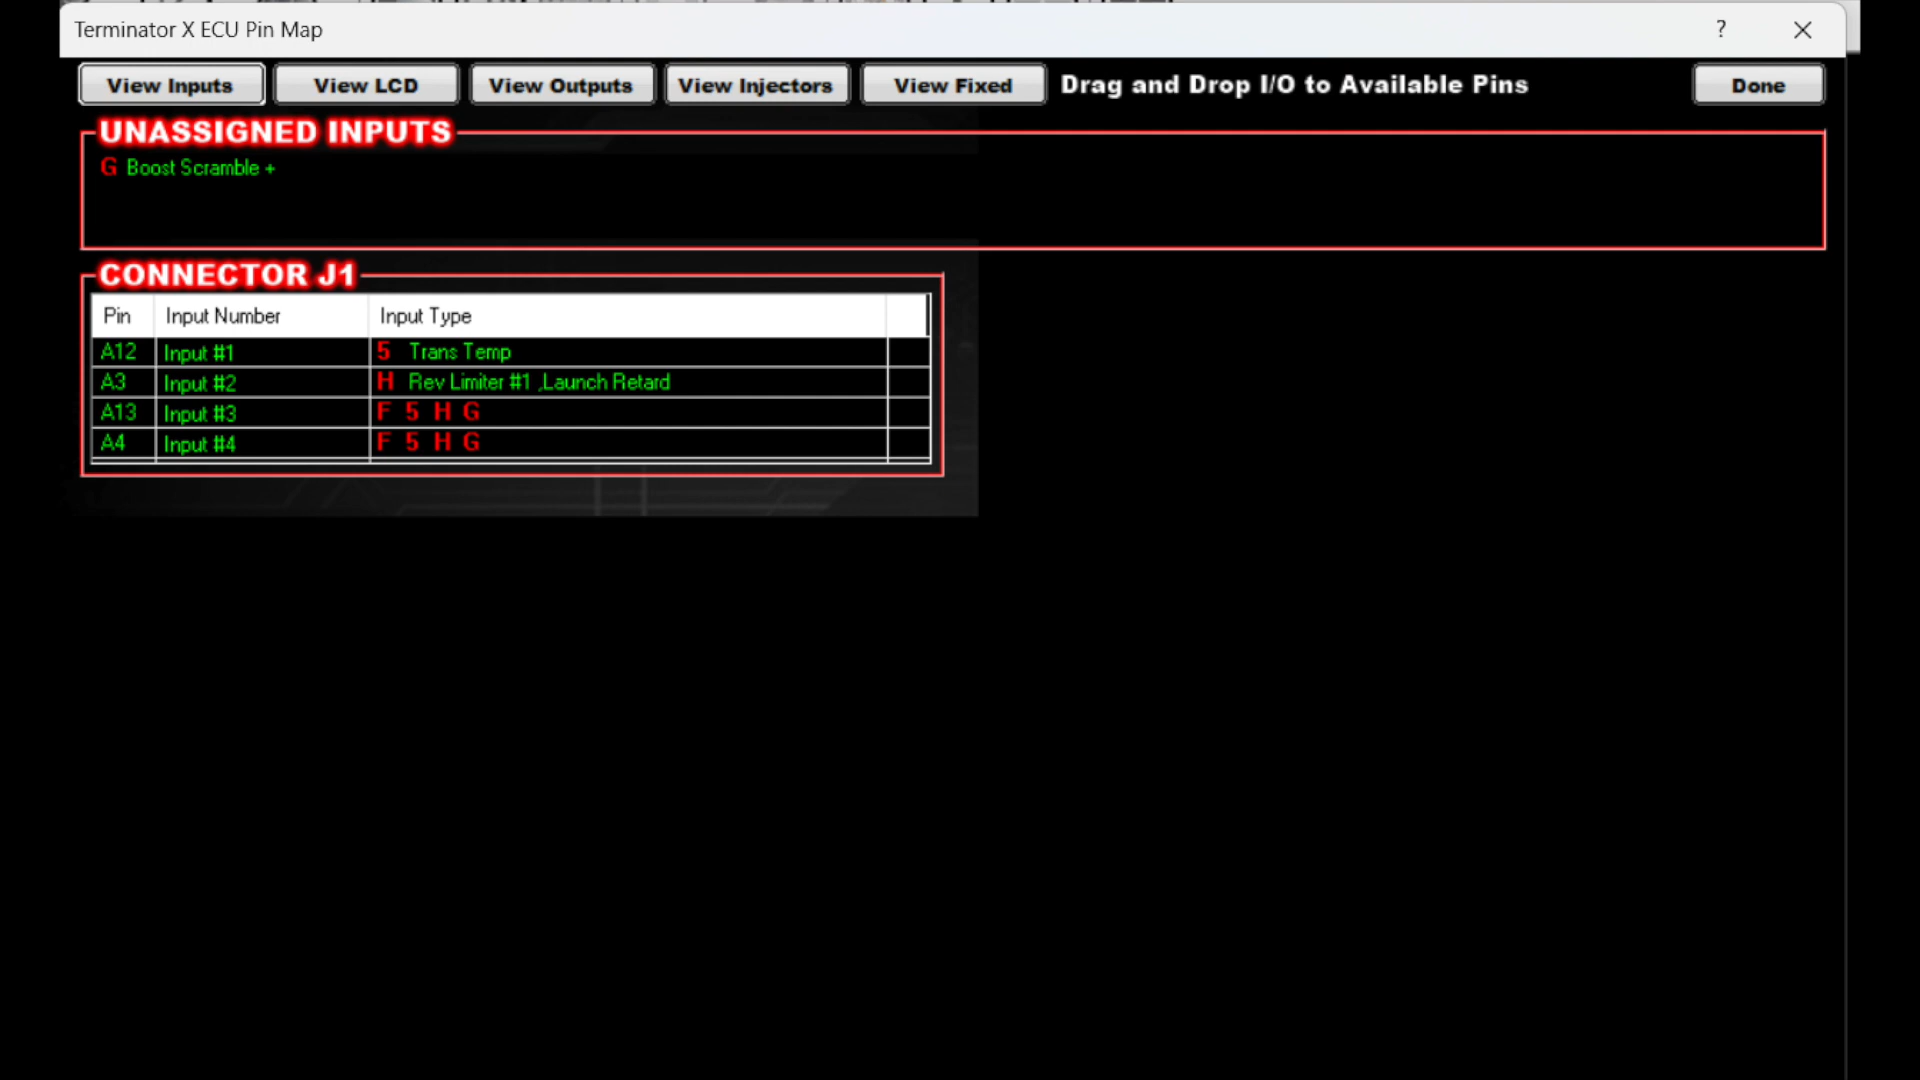 Terminator X ECU Pin Map
?
View Inputs View LCD View Outputs View Injectors View Fixed Drag and Drop I/O to Available Pins Done
UNASSIGNED INPUTS
G Boost Scramble +
CONNECTOR J1
Pin Input Number Input Type
A12 Input #1 5 Trans Temp
A3 Input #2 H Rev Limiter #1 ,Launch Retard
A13 Input #3 F 5 H G
A4 Input #4 F 5 H G